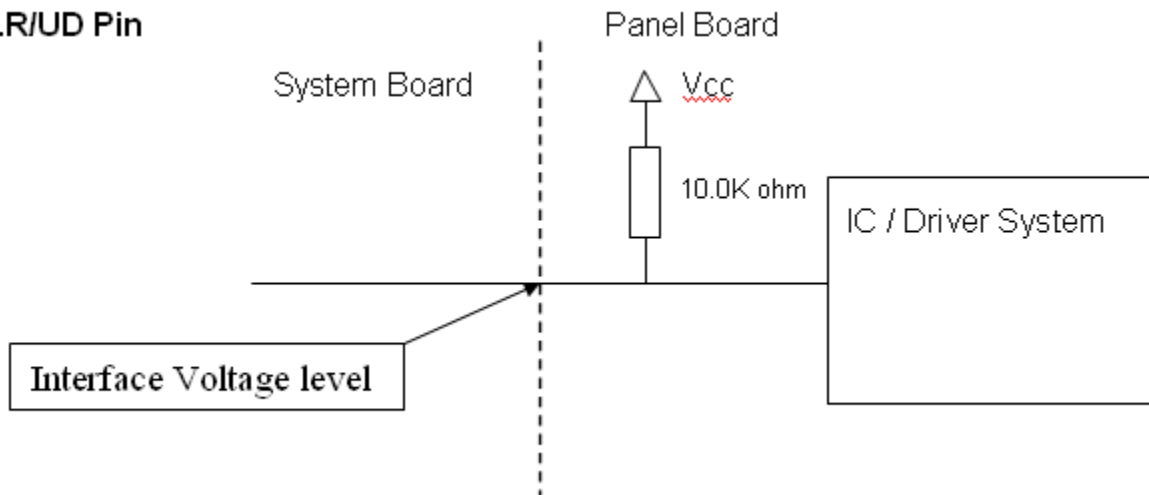 .R/UD Pin
Panel Board
System Board
Vcc
10.0K ohm
IC / Driver System
Interface Voltage level